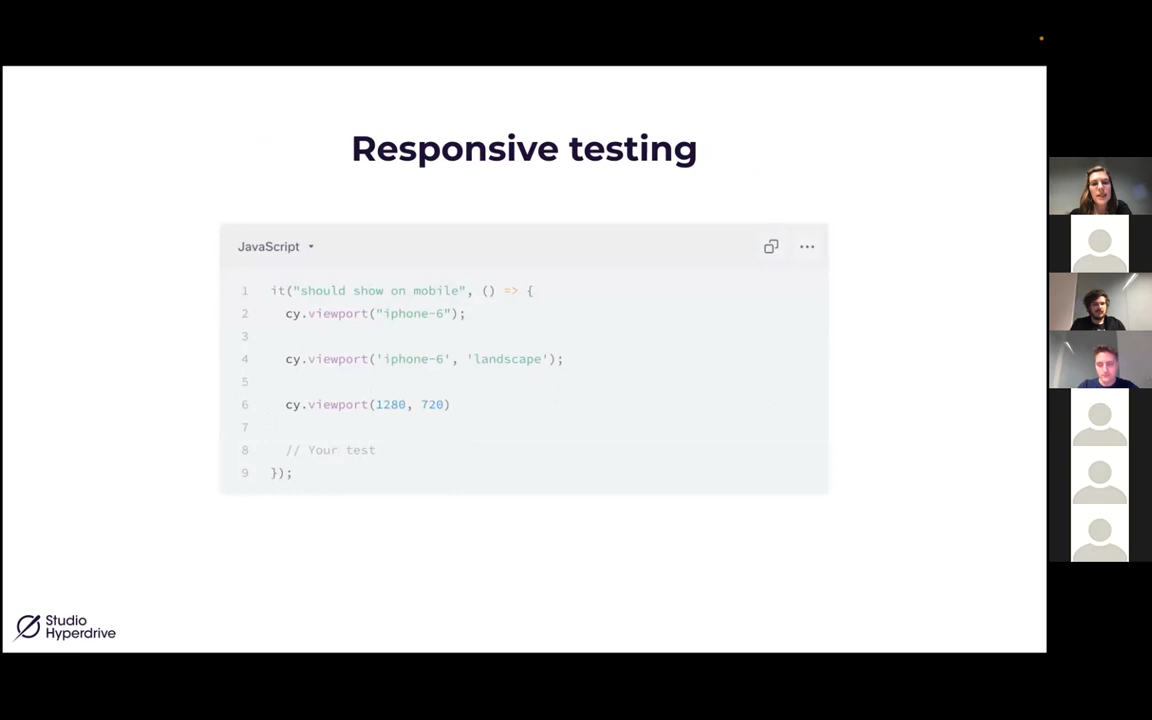 Responsive testing
JavaScript
1 it("should show on mobile", () => {
2 cy.viewport("iphone-6");
3
4 cy.viewport('iphone-6', 'landscape');
5
6 cy.viewport(1280, 720)
7
8 // Your test
9 });
Studio
Hyperdrive